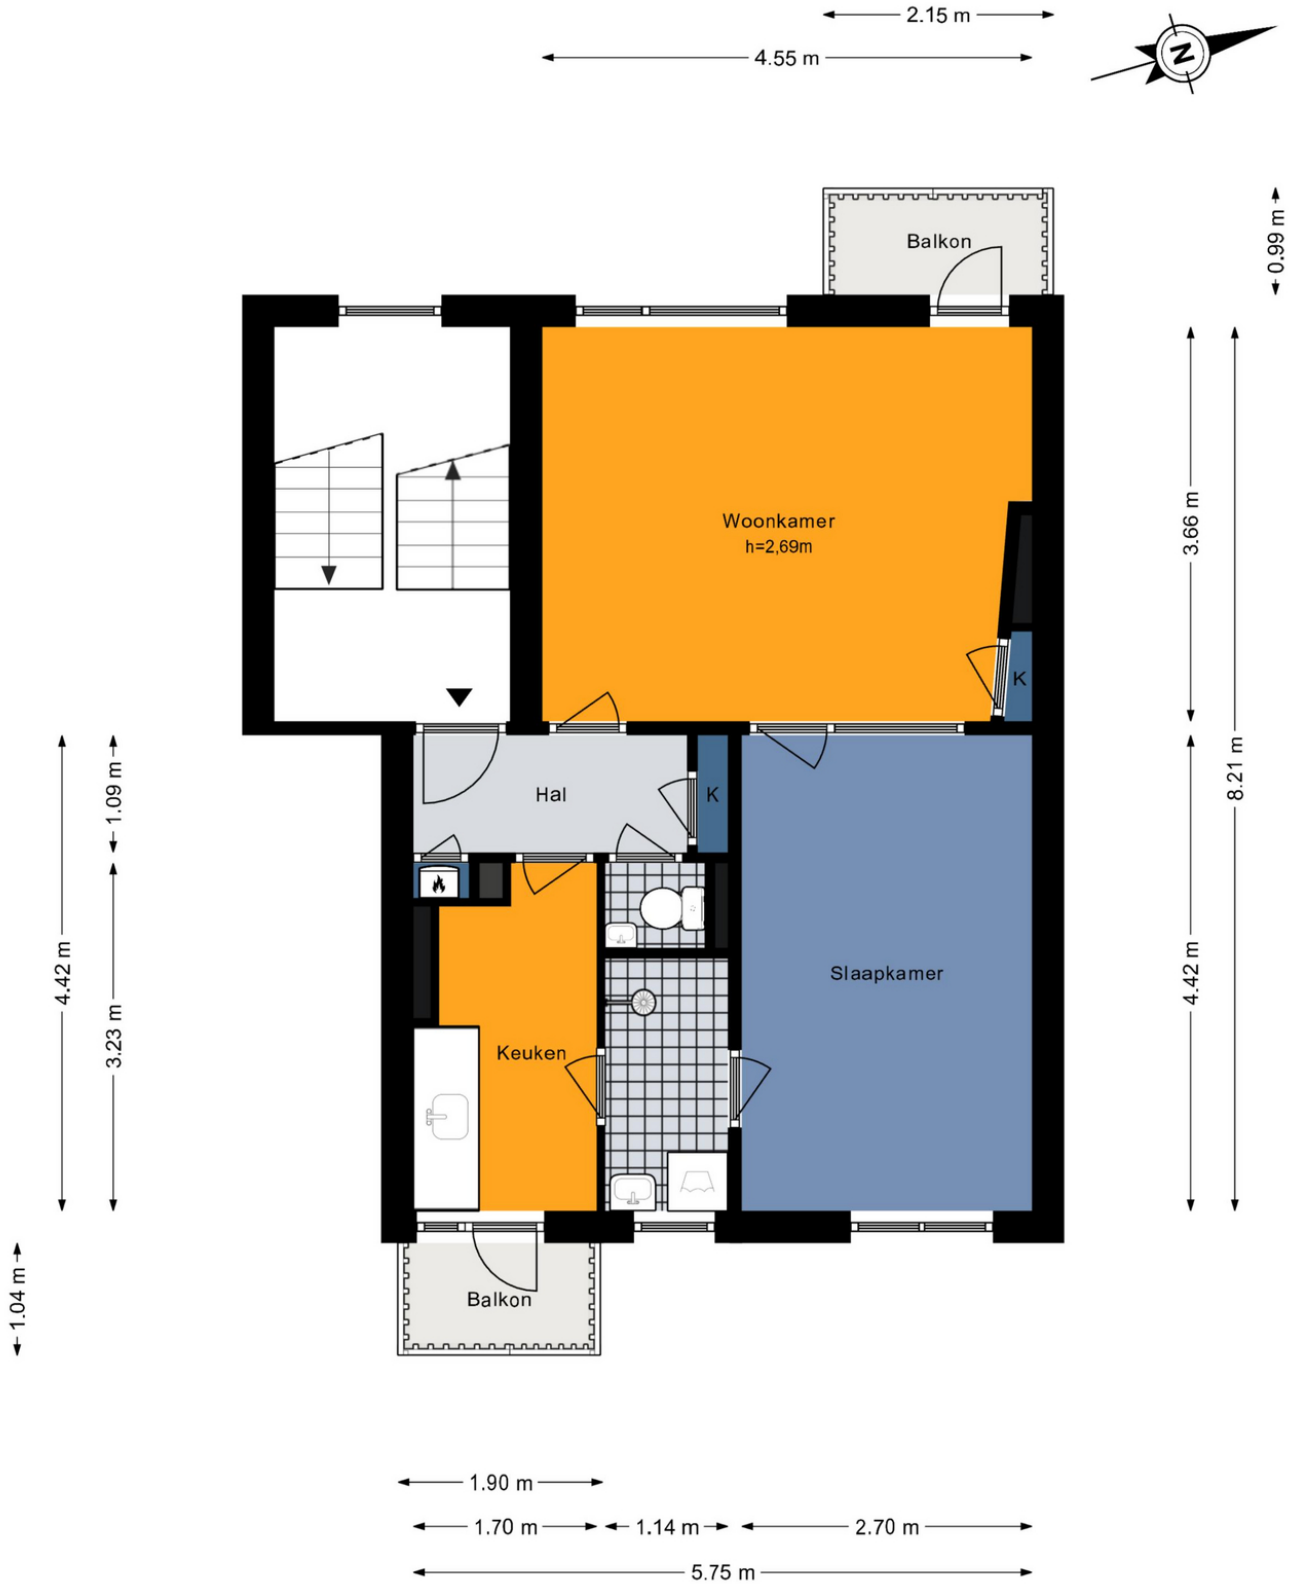 2.15 m
4.55 m
N
Balkon
0.99 m
Woonkamer
h=2,69m
3.66 m
K
8.21 m
1.09 m
Hal
K
4.42 m
3.23 m
Keuken
Slaapkamer
4.42 m
1.04 m
Balkon
1.90 m
1.70 m
1.14 m
2.70 m
5.75 m